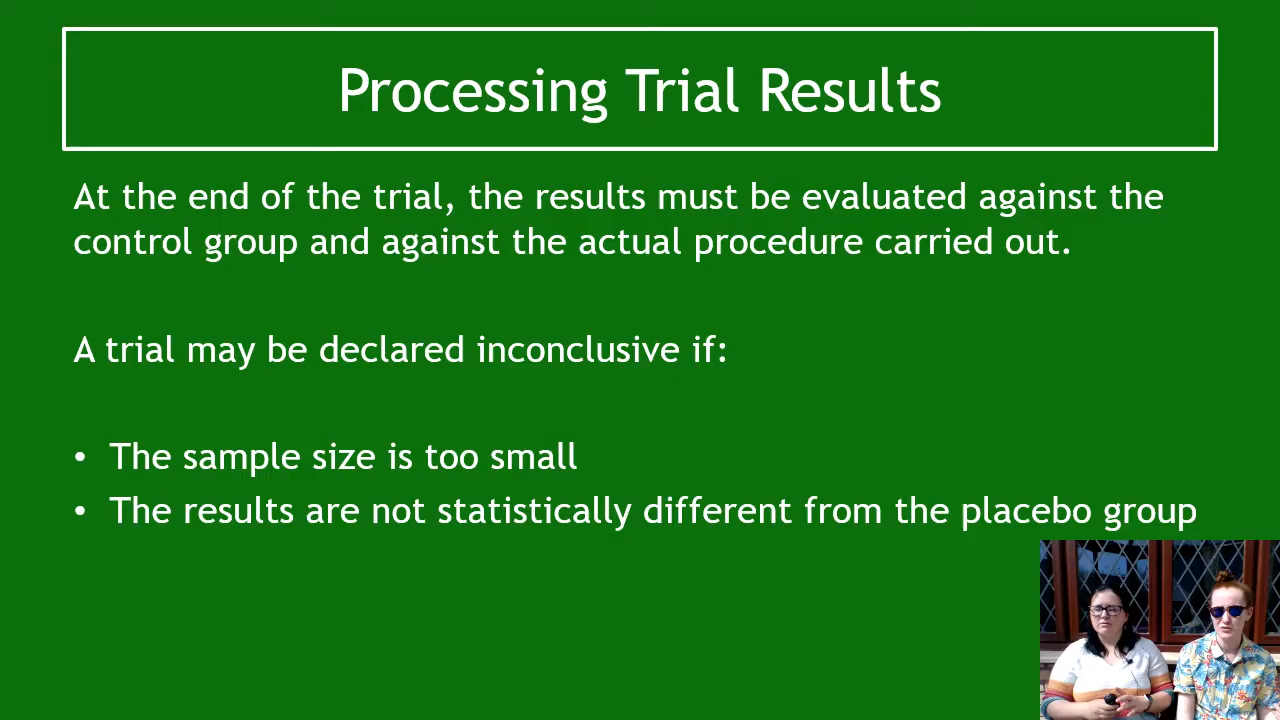 Processing Trial Results
At the end of the trial, the results must be evaluated against the
control group and against the actual procedure carried out.
A trial may be declared inconclusive if:
• The sample size is too small
• The results are not statistically different from the placebo group